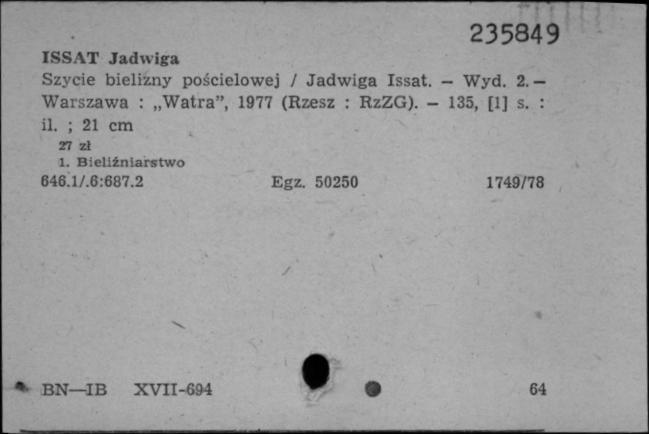 235849
ISSAT Jadwiga
Szycie bielizny pościelowej / Jadwiga Issat. — Wyd. 2. —
Warszawa : „Watra”, 1977 (Rzesz : RzZG). — 135, [1] s. :
il. ; 21 cm
27 zł
1. Bieliźniarstwo
646.1/.6:687.2 Egz. 50250 1749/78
BN—IB XVII-694 64